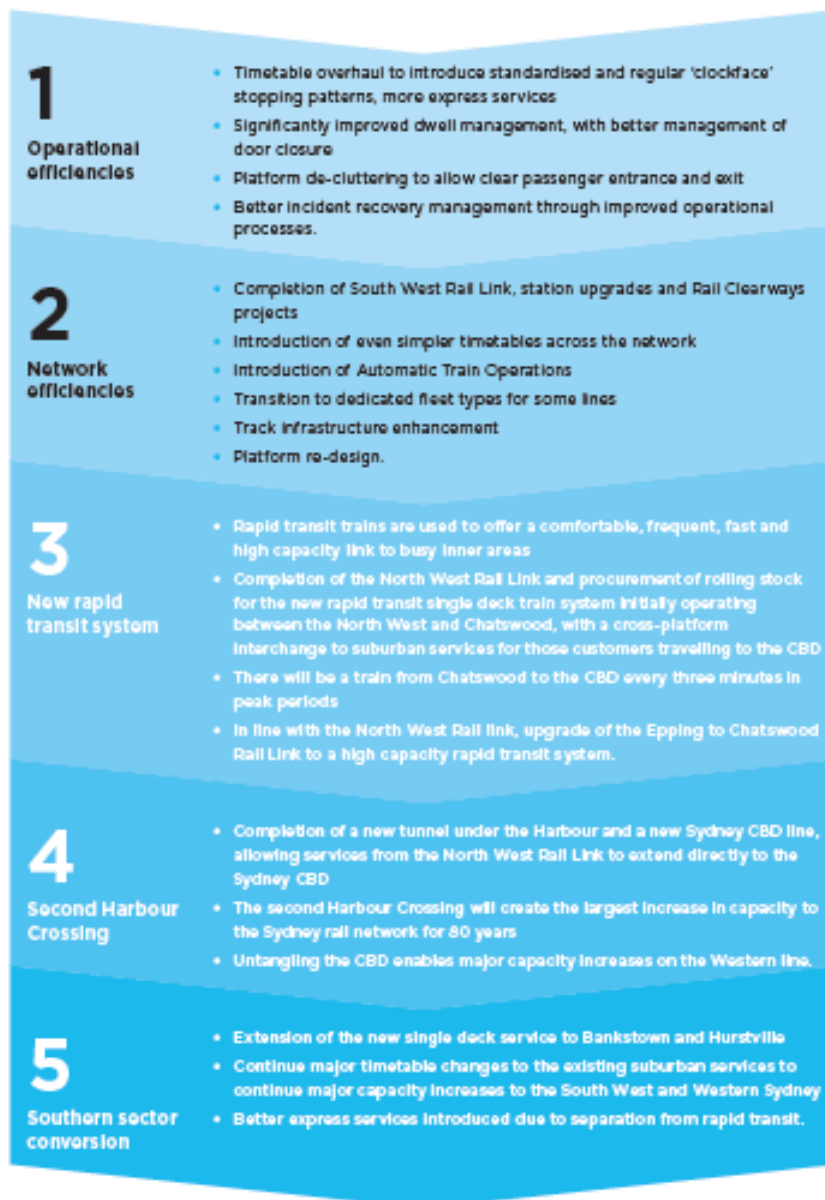 1
Operational
efficiencies
• Timetable overhaul to introduce standardised and regular ‘clockface’
stopping patterns, more express services
• Significantly improved dwell management, with better management of
door closure
• Platform de-cluttering to allow clear passenger entrance and exit
• Better incident recovery management through improved operational
processes.
2
Network
efficiencies
• Completion of South West Rail Link, station upgrades and Rail Clearways
projects
• Introduction of even simpler timetables across the network
• Introduction of Automatic Train Operations
• Transition to dedicated fleet types for some lines
• Track infrastructure enhancement
• Platform re-design.
3
New rapid
transit system
• Rapid transit trains are used to offer a comfortable, frequent, fast and
high capacity link to busy inner areas
• Completion of the North West Rail Link and procurement of rolling stock
for the new rapid transit single deck train system initially operating
between the North West and Chatswood, with a cross-platform
interchange to suburban services for those customers travelling to the CBD
• There will be a train from Chatswood to the CBD every three minutes in
peak periods
• In line with the North West Rail link, upgrade of the Epping to Chatswood
Rail Link to a high capacity rapid transit system.
4
Second Harbour
Crossing
• Completion of a new tunnel under the Harbour and a new Sydney CBD line,
allowing services from the North West Rail Link to extend directly to the
Sydney CBD
• The second Harbour Crossing will create the largest increase in capacity to
the Sydney rail network for 80 years
• Untangling the CBD enables major capacity increases on the Western line.
5
Southern sector
conversion
• Extension of the new single deck service to Bankstown and Hurstville
• Continue major timetable changes to the existing suburban services to
continue major capacity increases to the South West and Western Sydney
• Better express services introduced due to separation from rapid transit.